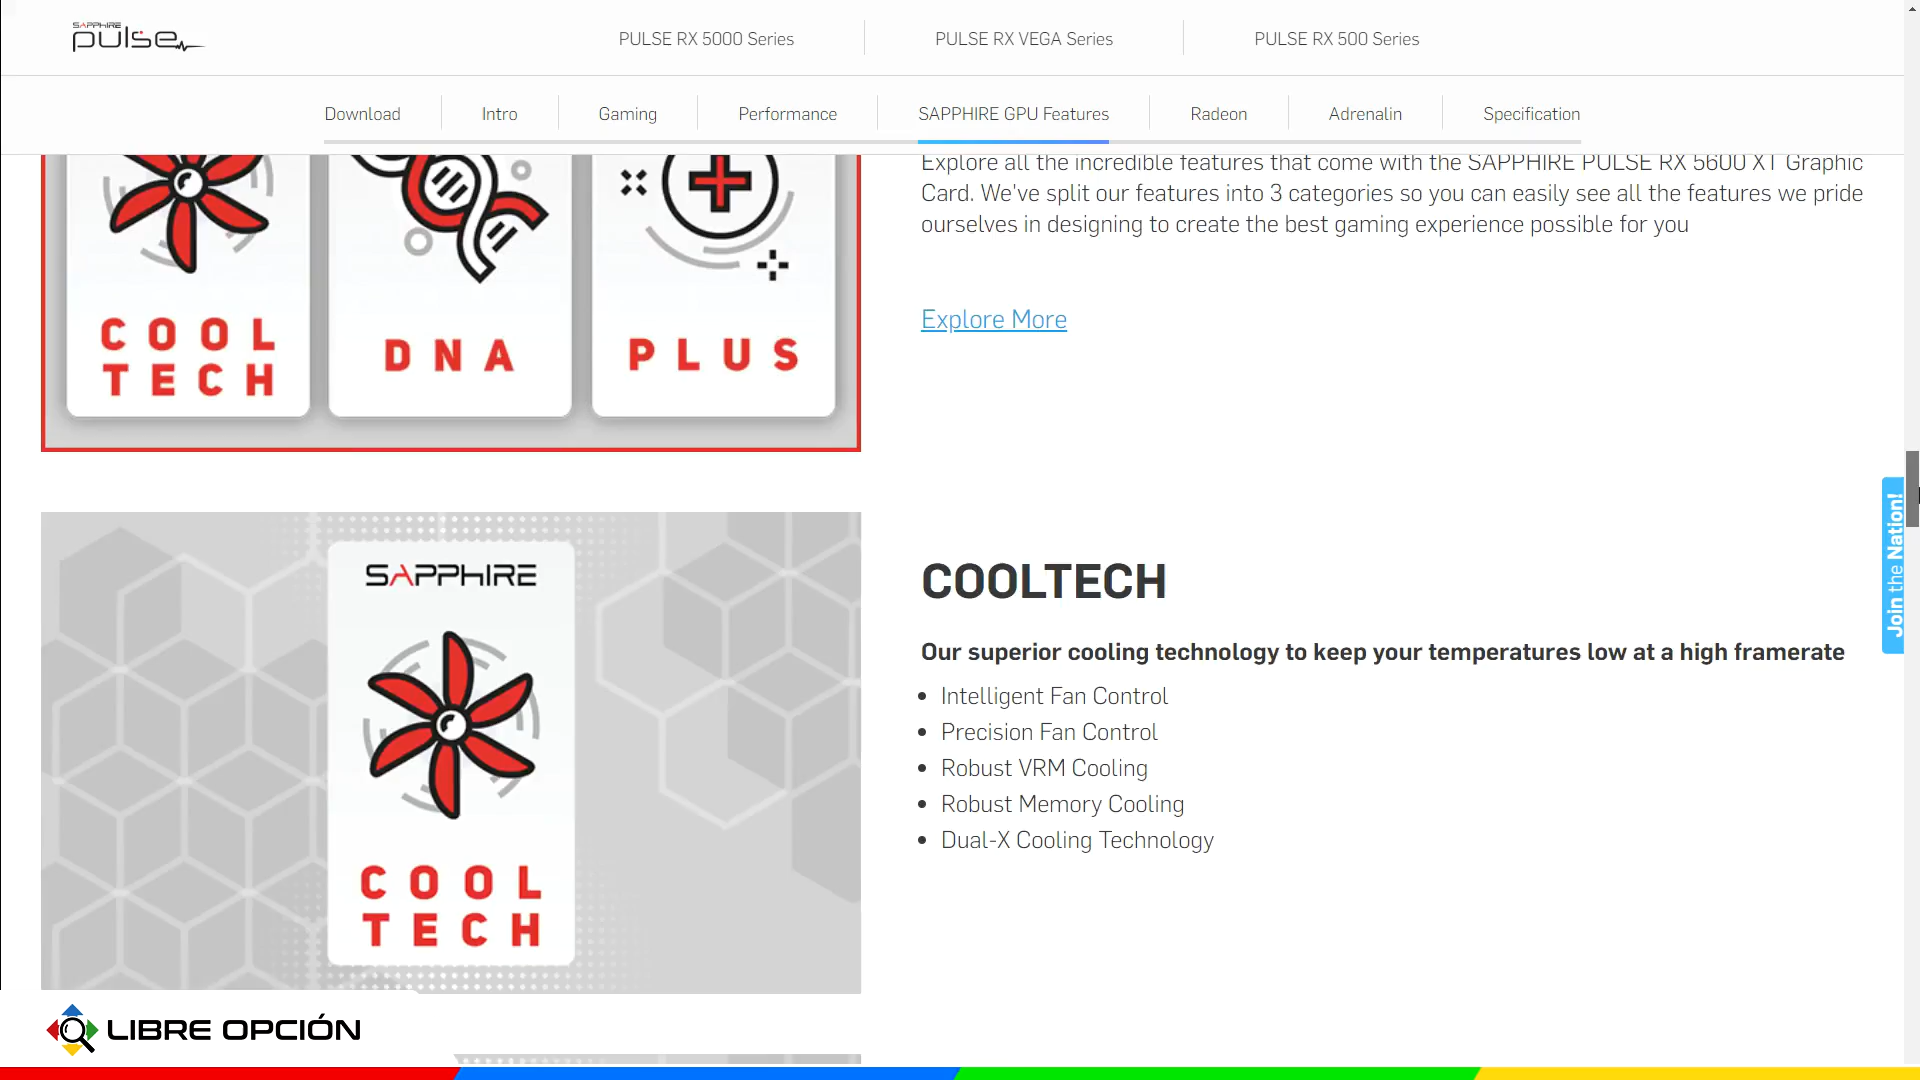 SAPPHIRE
pulse
PULSE RX 5000 Series
PULSE RX VEGA Series
PULSE RX 500 Series
Download
Intro
Gaming
Performance
SAPPHIRE GPU Features
Radeon
Adrenalin
Specification
COOL
TECH
DNA
PLUS
Explore all the incredible features that come with the SAPPHIRE PULSE RX 5600 XT Graphic
Card. We've split our features into 3 categories so you can easily see all the features we pride
ourselves in designing to create the best gaming experience possible for you
Explore More
Join the Nation!
SAPPHIRE
COOL
TECH
COOLTECH
Our superior cooling technology to keep your temperatures low at a high framerate
Intelligent Fan Control
Precision Fan Control
Robust VRM Cooling
Robust Memory Cooling
Dual-X Cooling Technology
LIBRE OPCIÓN